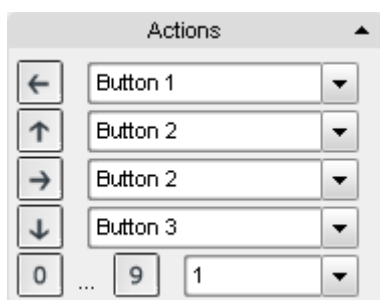 Actions
← Button 1
↑ Button 2
→ Button 2
↓ Button 3
0 ... 9 1